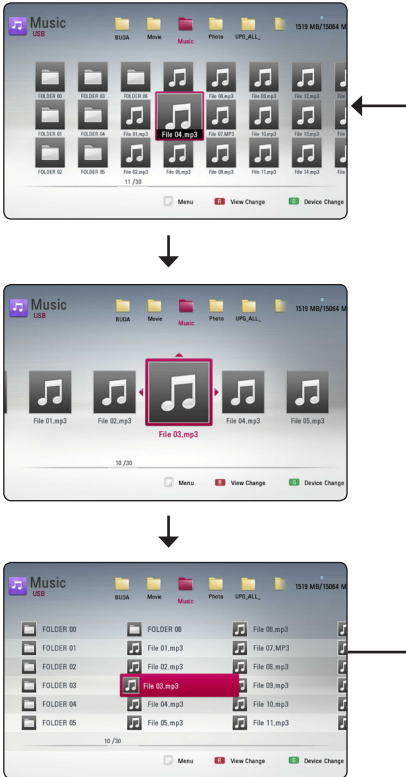 Music
USB
BUDA Movie Music Photo UPG_ALL_
1519 MB/15064 M
FOLDER 00 FOLDER 03 FOLDER 06 File 06.mp3 File 09.mp3 File 12.mp3 File
FOLDER 01 FOLDER 04 File 01.mp3 File 04.mp3 File 07.MP3 File 10.mp3 File 13.mp3 File
FOLDER 02 FOLDER 05 File 02.mp3 File 05.mp3 File 08.mp3 File 11.mp3 File 14.mp3 File
11 /30
Menu R View Change G Device Change
Music
USB
BUDA Movie Music Photo UPG_ALL_
1519 MB/15064 M
File 01.mp3 File 02.mp3 File 03.mp3 File 04.mp3 File 05.mp3
10 /30
Menu R View Change G Device Change
Music
USB
BUDA Movie Music Photo UPG_ALL_
1519 MB/15064 M
FOLDER 00 FOLDER 06 File 06.mp3
FOLDER 01 File 01.mp3 File 07.MP3
FOLDER 02 File 02.mp3 File 08.mp3
FOLDER 03 File 03.mp3 File 09.mp3
FOLDER 04 File 04.mp3 File 10.mp3
FOLDER 05 File 05.mp3 File 11.mp3
10 /30
Menu R View Change G Device Change